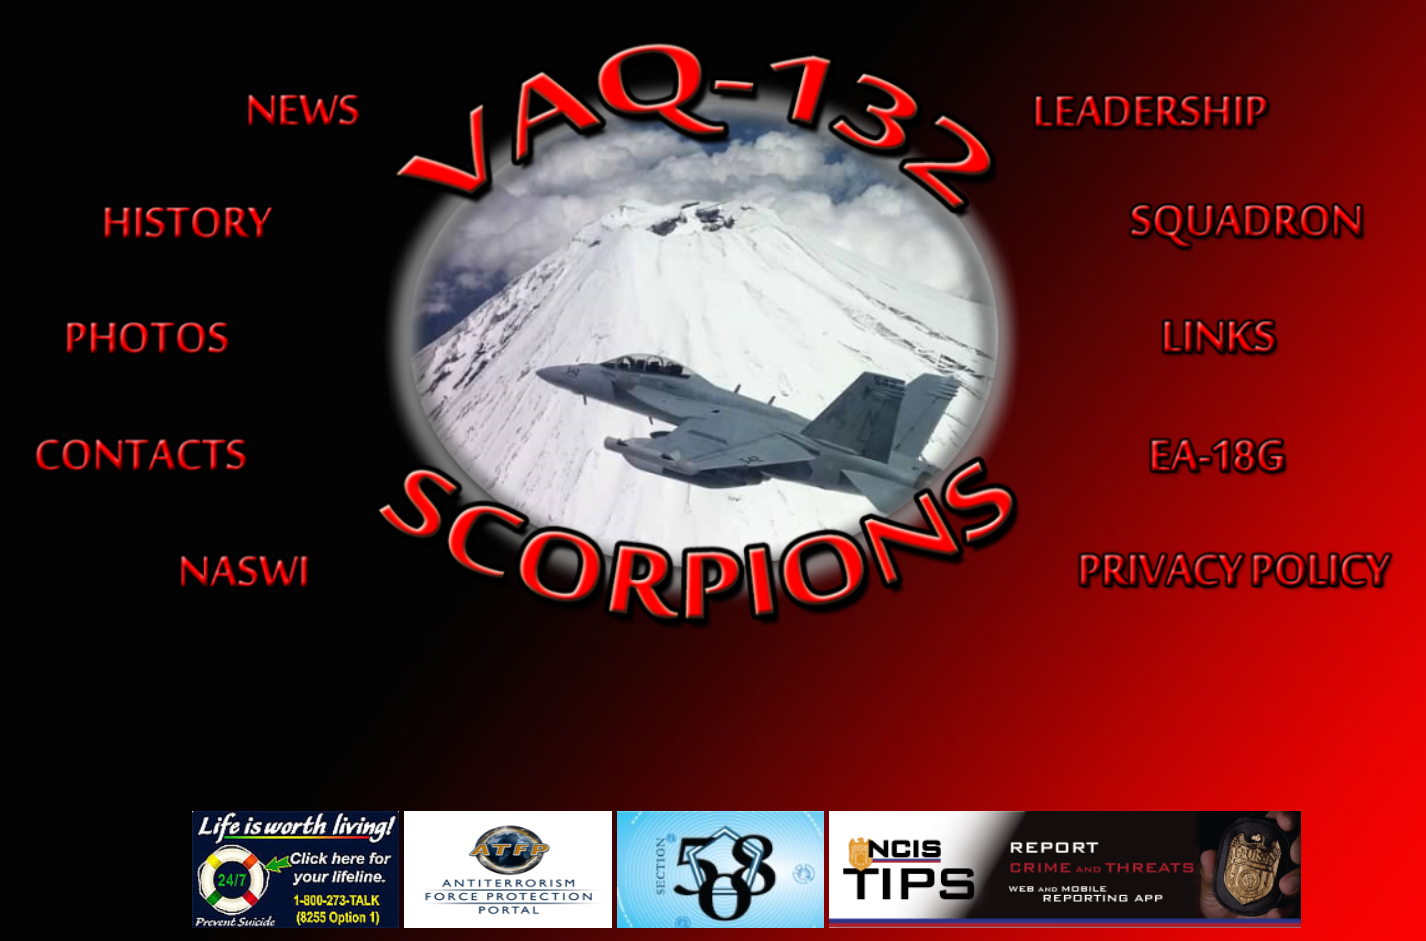 VAQ-132
NEWS
LEADERSHIP
HISTORY
SQUADRON
PHOTOS
LINKS
CONTACTS
EA-18G
SCORPIONS
NASWI
PRIVACY POLICY
Life is worth living!
Click here for
your lifeline.
24/7
1-800-273-TALK
(8255 Option 1)
Prevent Suicide
ATFP
ANTITERRORISM
FORCE PROTECTION
PORTAL
SECTION
508
NCIS
TIPS
REPORT
CRIME AND THREATS
WEB AND MOBILE
REPORTING APP